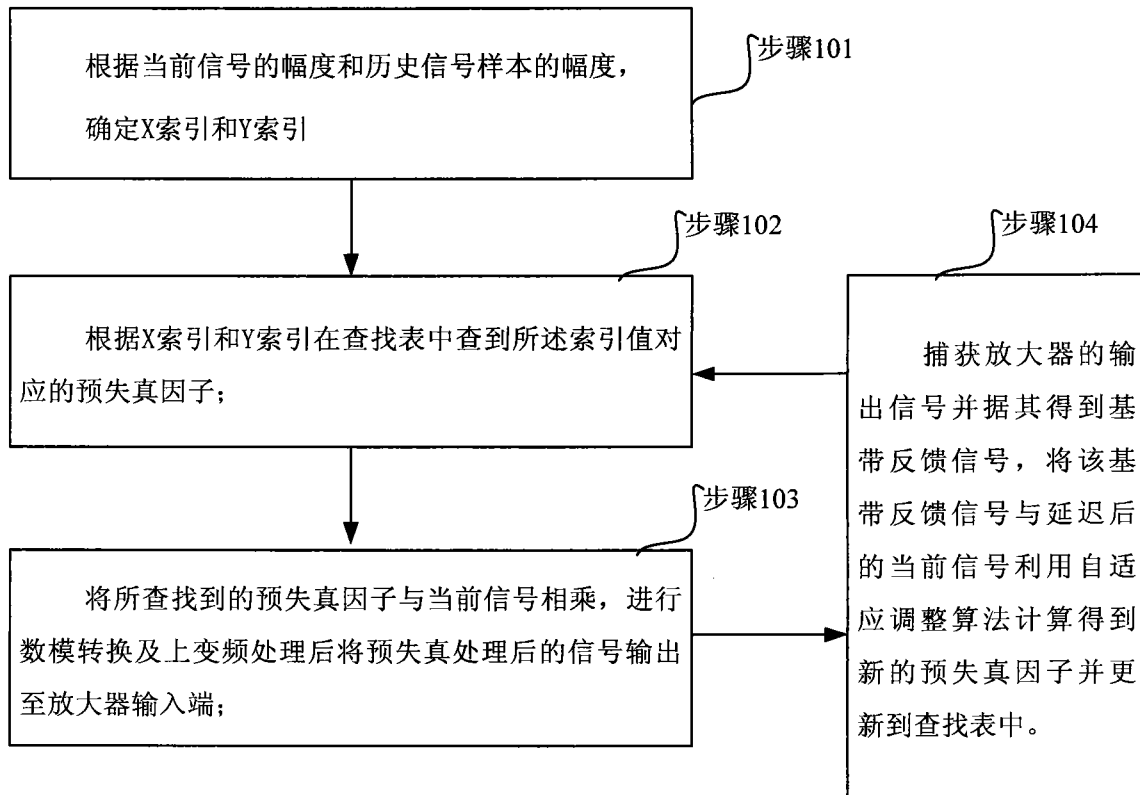 步骤101
根据当前信号的幅度和历史信号样本的幅度，
确定X索引和Y索引
步骤102
根据X索引和Y索引在查找表中查到所述索引值对
应的预失真因子；
步骤103
将所查找到的预失真因子与当前信号相乘，进行
数模转换及上变频处理后将预失真处理后的信号输出
至放大器输入端；
步骤104
捕获放大器的输
出信号并据其得到基
带反馈信号，将该基
带反馈信号与延迟后
的当前信号利用自适
应调整算法计算得到
新的预失真因子并更
新到查找表中。